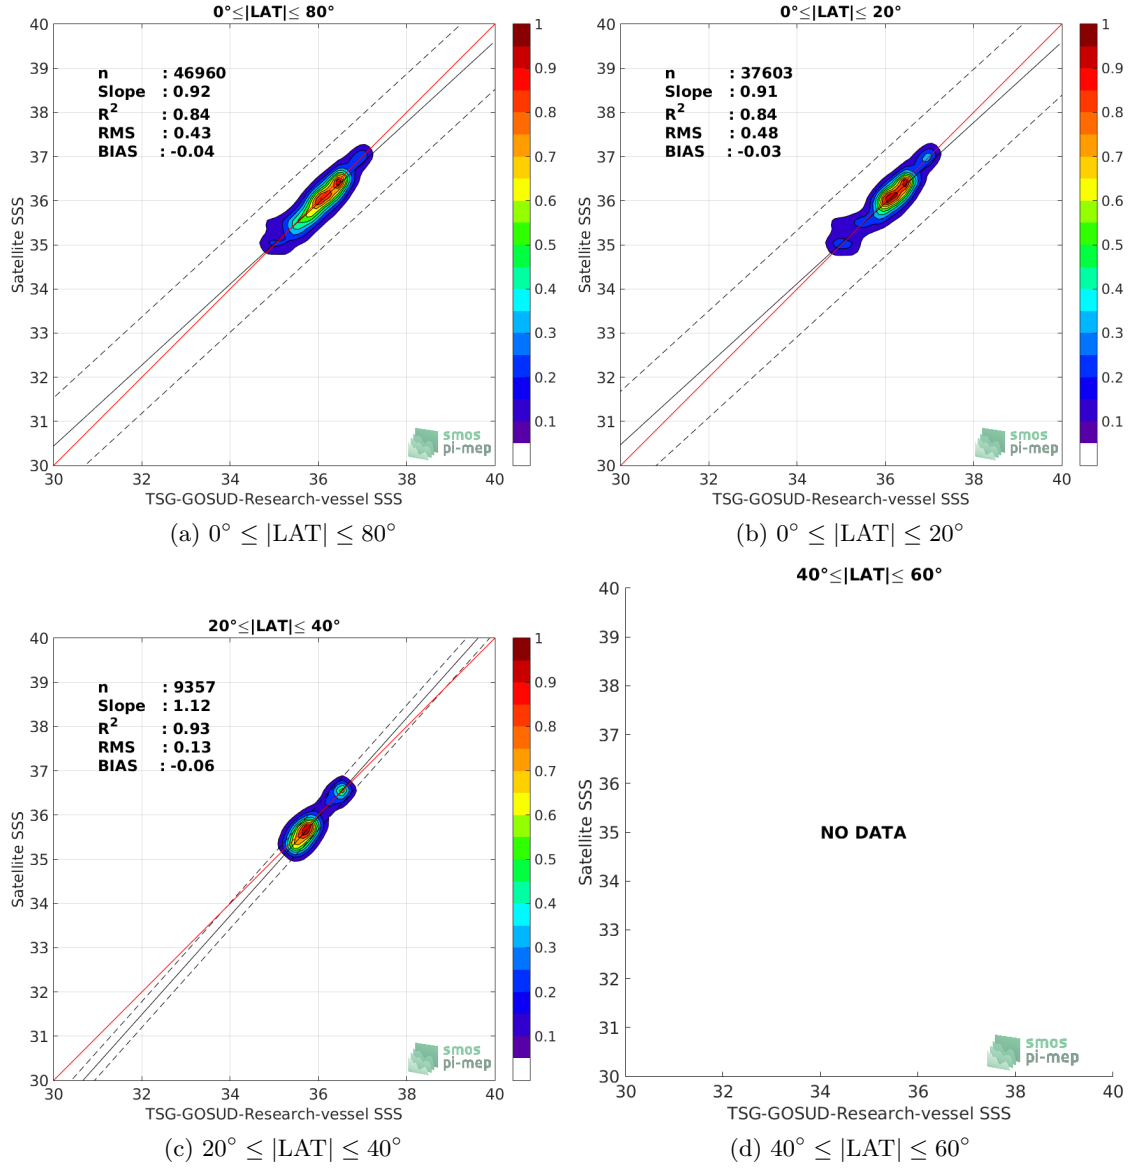 0°≤|LAT|≤ 80°
40
39
38
37
36
35
34
33
32
31
30
Satellite SSS
n : 46960
Slope : 0.92
R2 : 0.84
RMS : 0.43
BIAS : -0.04
smos
pi-mep
30 32 34 36 38 40
TSG-GOSUD-Research-vessel SSS
1
0.9
0.8
0.7
0.6
0.5
0.4
0.3
0.2
0.1
(a) 0° ≤ |LAT| ≤ 80°
0°≤|LAT|≤ 20°
40
39
38
37
36
35
34
33
32
31
30
Satellite SSS
n : 37603
Slope : 0.91
R2 : 0.84
RMS : 0.48
BIAS : -0.03
smos
pi-mep
30 32 34 36 38 40
TSG-GOSUD-Research-vessel SSS
1
0.9
0.8
0.7
0.6
0.5
0.4
0.3
0.2
0.1
(b) 0° ≤ |LAT| ≤ 20°
20°≤|LAT|≤ 40°
40
39
38
37
36
35
34
33
32
31
30
Satellite SSS
n : 9357
Slope : 1.12
R2 : 0.93
RMS : 0.13
BIAS : -0.06
smos
pi-mep
30 32 34 36 38 40
TSG-GOSUD-Research-vessel SSS
1
0.9
0.8
0.7
0.6
0.5
0.4
0.3
0.2
0.1
(c) 20° ≤ |LAT| ≤ 40°
40°≤|LAT|≤ 60°
40
39
38
37
36
35
34
33
32
31
30
Satellite SSS
NO DATA
smos
pi-mep
30 32 34 36 38 40
TSG-GOSUD-Research-vessel SSS
(d) 40° ≤ |LAT| ≤ 60°